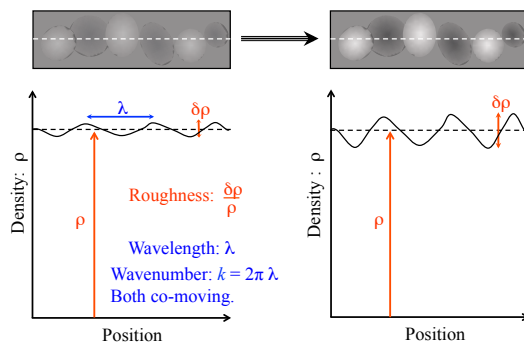 λ
δρ
Density: ρ
ρ
Roughness: δρ/ρ
Wavelength: λ
Wavenumber: k = 2π λ
Both co-moving.
Position
δρ
Density : ρ
ρ
Position